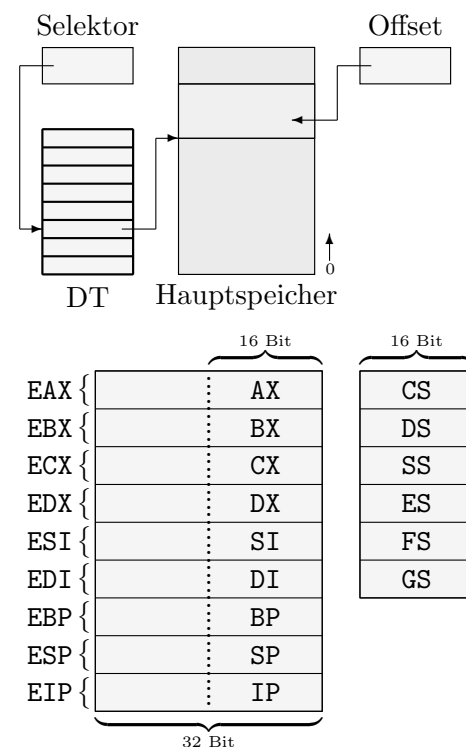 Selektor Offset
0
DT Hauptspeicher
16 Bit 16 Bit
EAX { AX CS
EBX { BX DS
ECX { CX SS
EDX { DX ES
ESI { SI FS
EDI { DI GS
EBP { BP
ESP { SP
EIP { IP
32 Bit